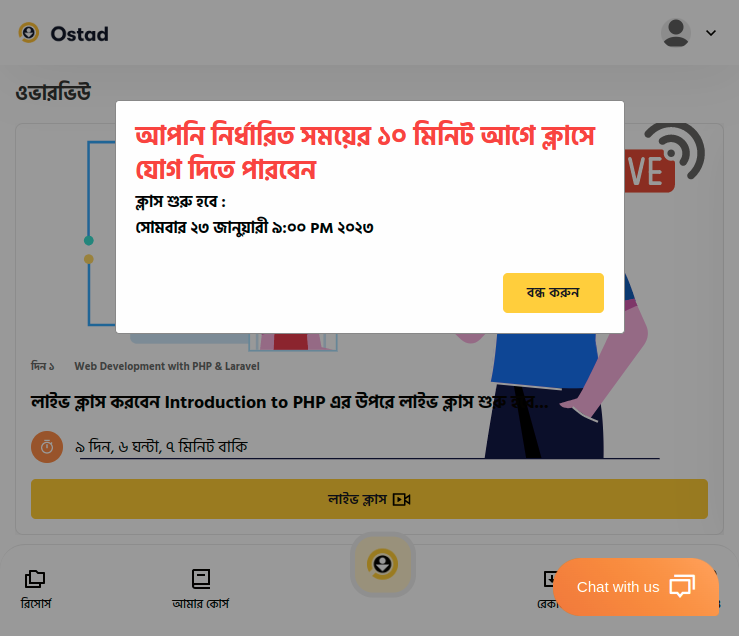 Ostad
ওভারভিউ
আপনি নির্ধারিত সময়ের ১০ মিনিট আগে ক্লাসে
যোগ দিতে পারবেন
ক্লাস শুরু হবে :
সোমবার ২৩ জানুয়ারী ৯:০০ PM ২০২৩
বন্ধ করুন
VE
দিন ১ Web Development with PHP & Laravel
লাইভ ক্লাস করবেন Introduction to PHP এর উপরে লাইভ ক্লাস শুরু হবে...
৯ দিন, ৬ ঘন্টা, ৭ মিনিট বাকি
লাইভ ক্লাস
রিসোর্স
আমার কোর্স
Chat with us